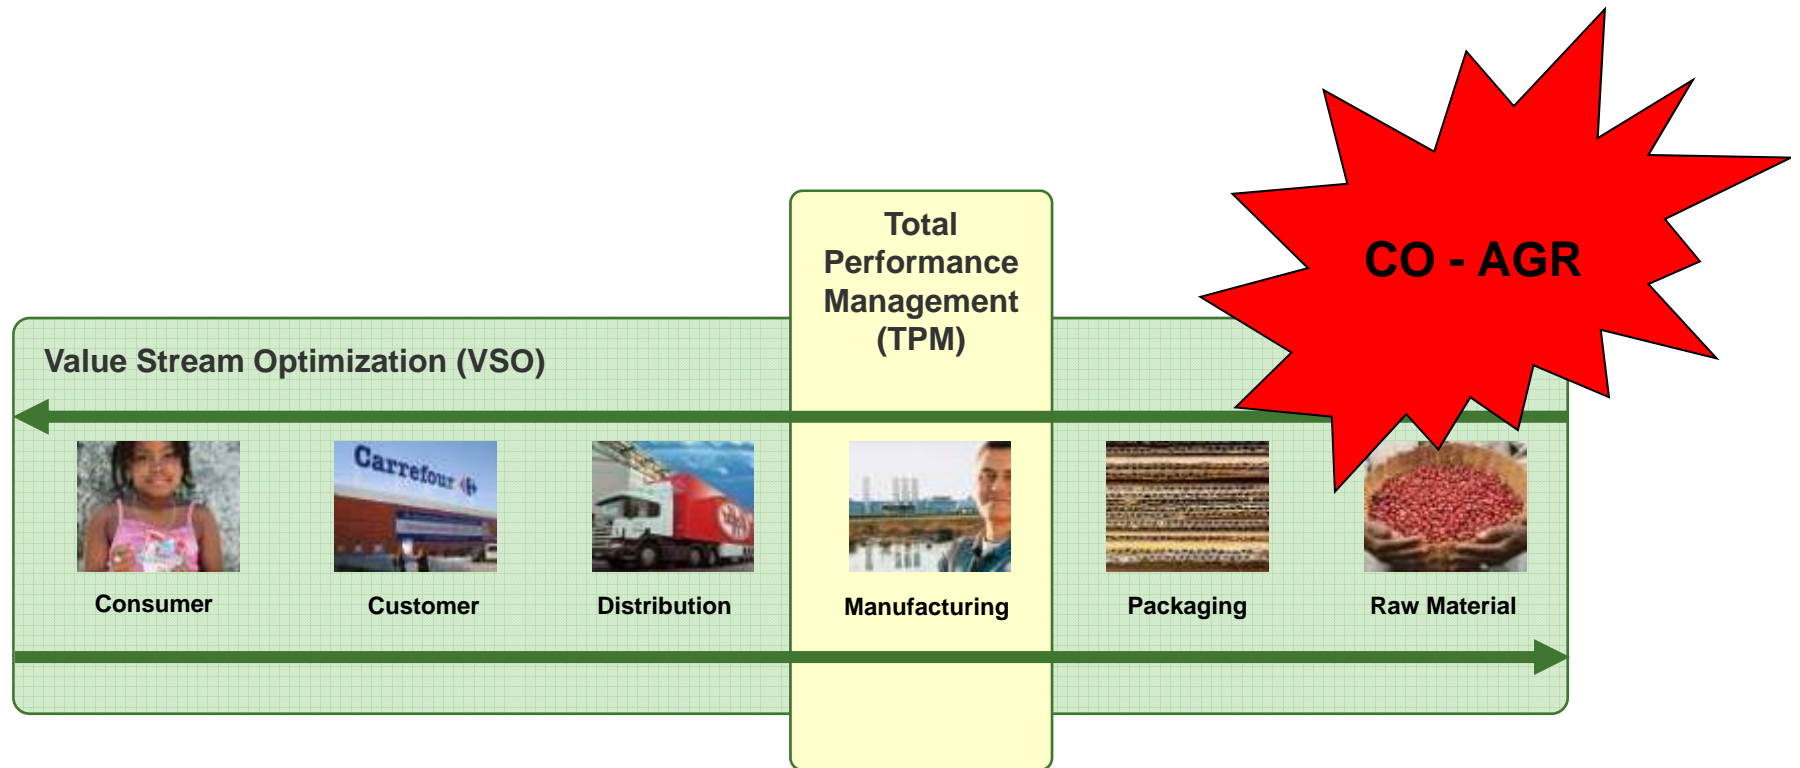 Total
Performance
Management
(TPM)
CO - AGR
Value Stream Optimization (VSO)
Carrefour
Consumer
Customer
Distribution
Manufacturing
Packaging
Raw Material